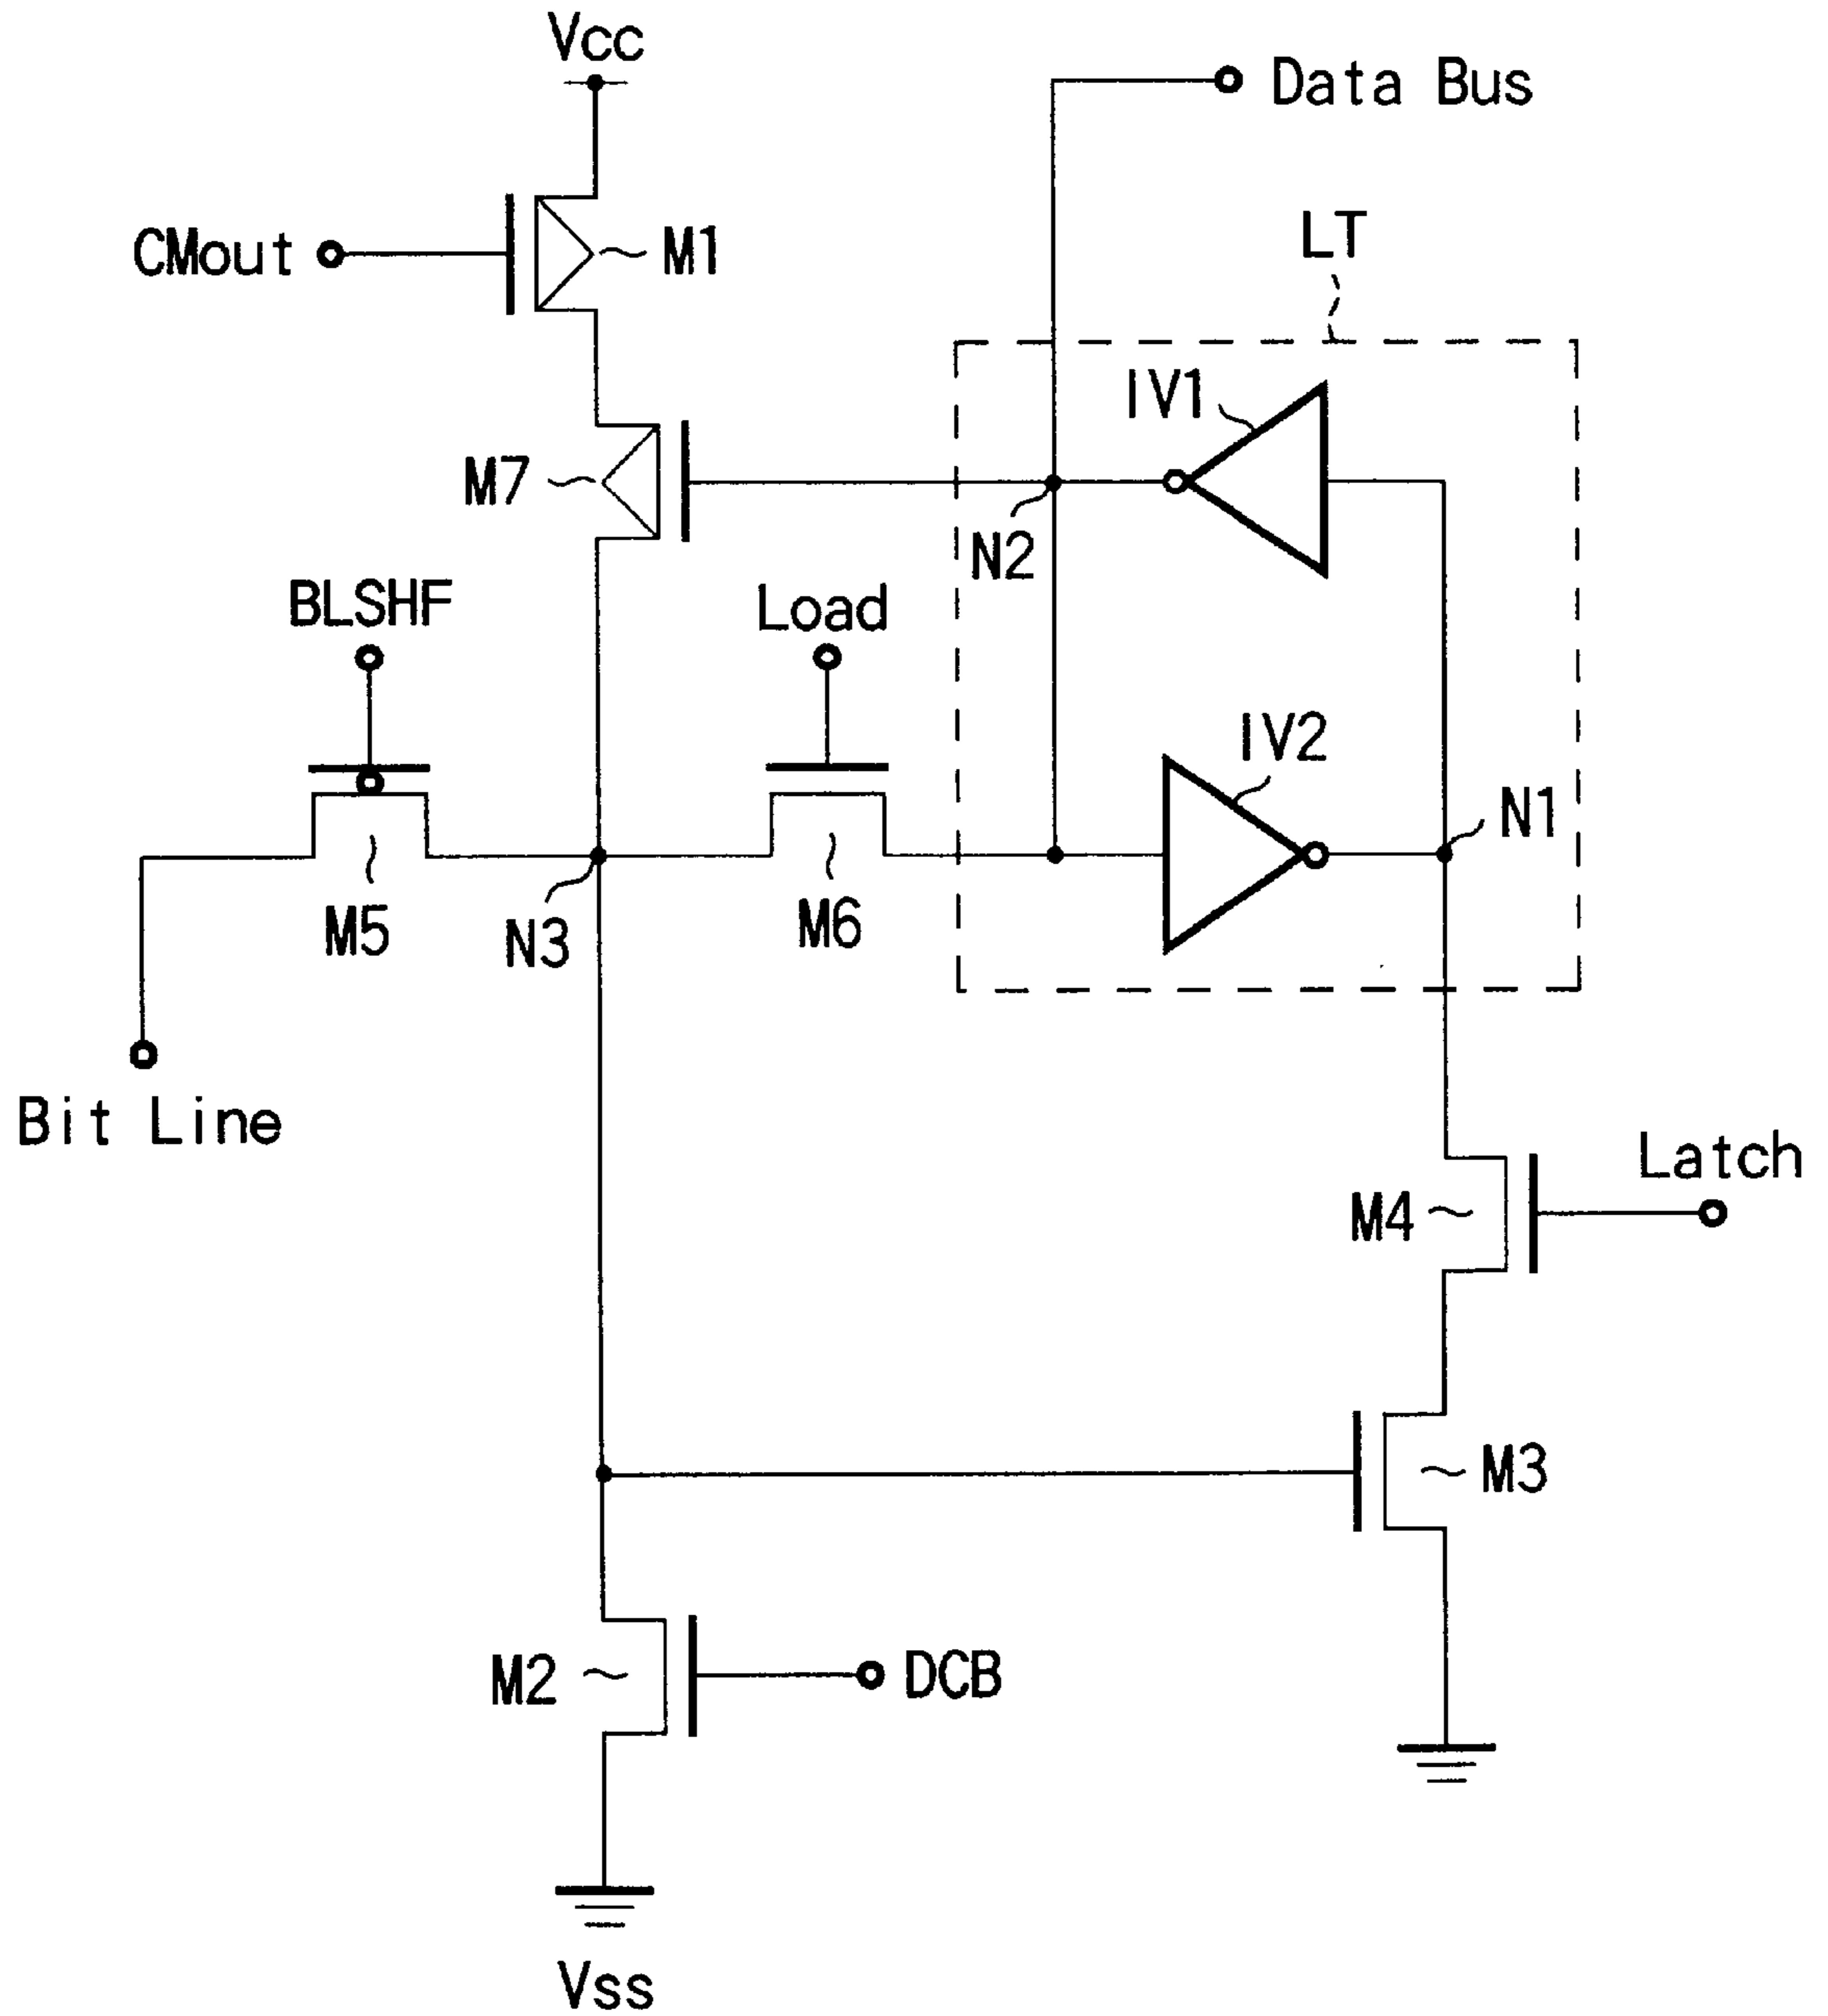 Vcc
Data Bus
CMout
M1
LT
IV1
M7
N2
BLSHF
Load
IV2
N1
M5
N3
M6
Bit Line
Latch
M4
M3
M2
DCB
Vss